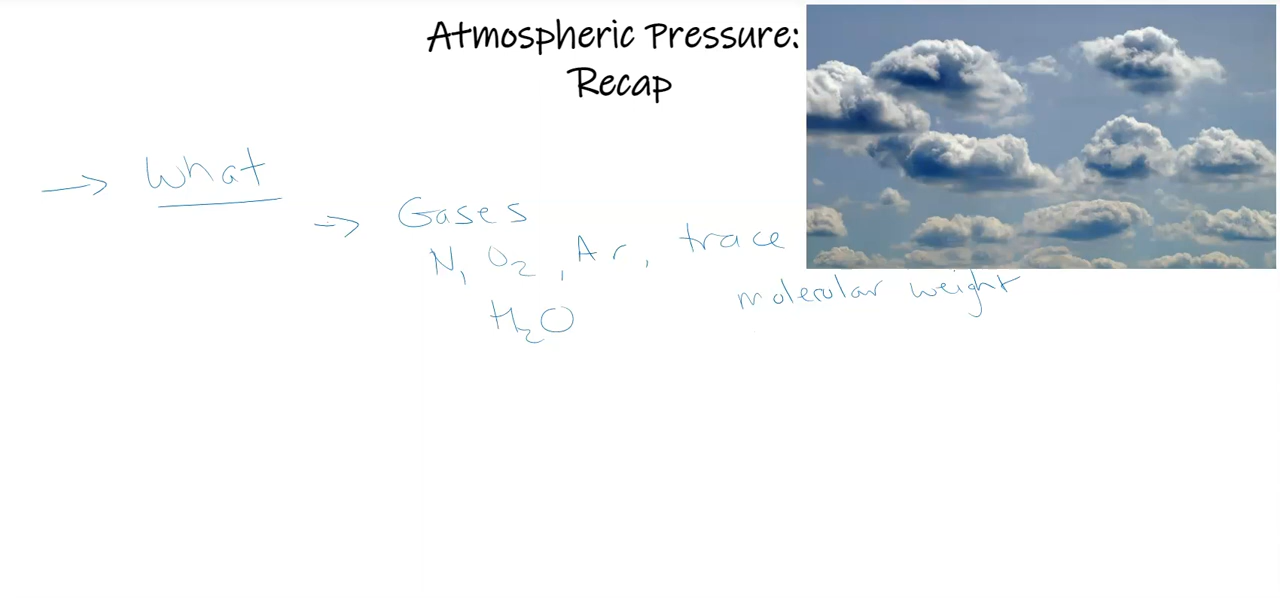 Atmospheric Pressure:
Recap
→ What
→ Gases
N, O2, Ar, trace
molecular weight
H2O